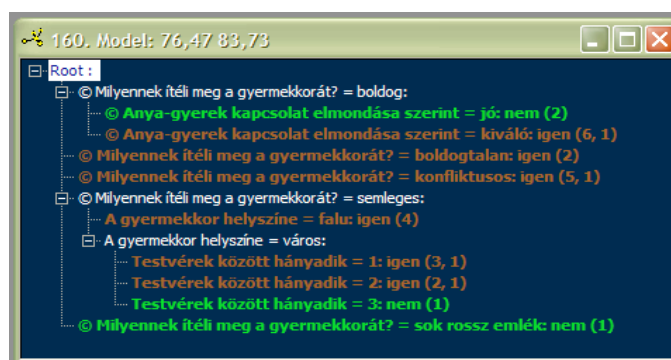 160. Model: 76,47 83,73
Root :
© Milyennek ítéli meg a gyermekkorát? = boldog:
© Anya-gyerek kapcsolat elmondása szerint = jó: nem (2)
© Anya-gyerek kapcsolat elmondása szerint = kiváló: igen (6, 1)
© Milyennek ítéli meg a gyermekkorát? = boldogtalan: igen (2)
© Milyennek ítéli meg a gyermekkorát? = konfliktusos: igen (5, 1)
© Milyennek ítéli meg a gyermekkorát? = semleges:
A gyermekkor helyszíne = falu: igen (4)
A gyermekkor helyszíne = város:
Testvérek között hányadik = 1: igen (3, 1)
Testvérek között hányadik = 2: igen (2, 1)
Testvérek között hányadik = 3: nem (1)
© Milyennek ítéli meg a gyermekkorát? = sok rossz emlék: nem (1)